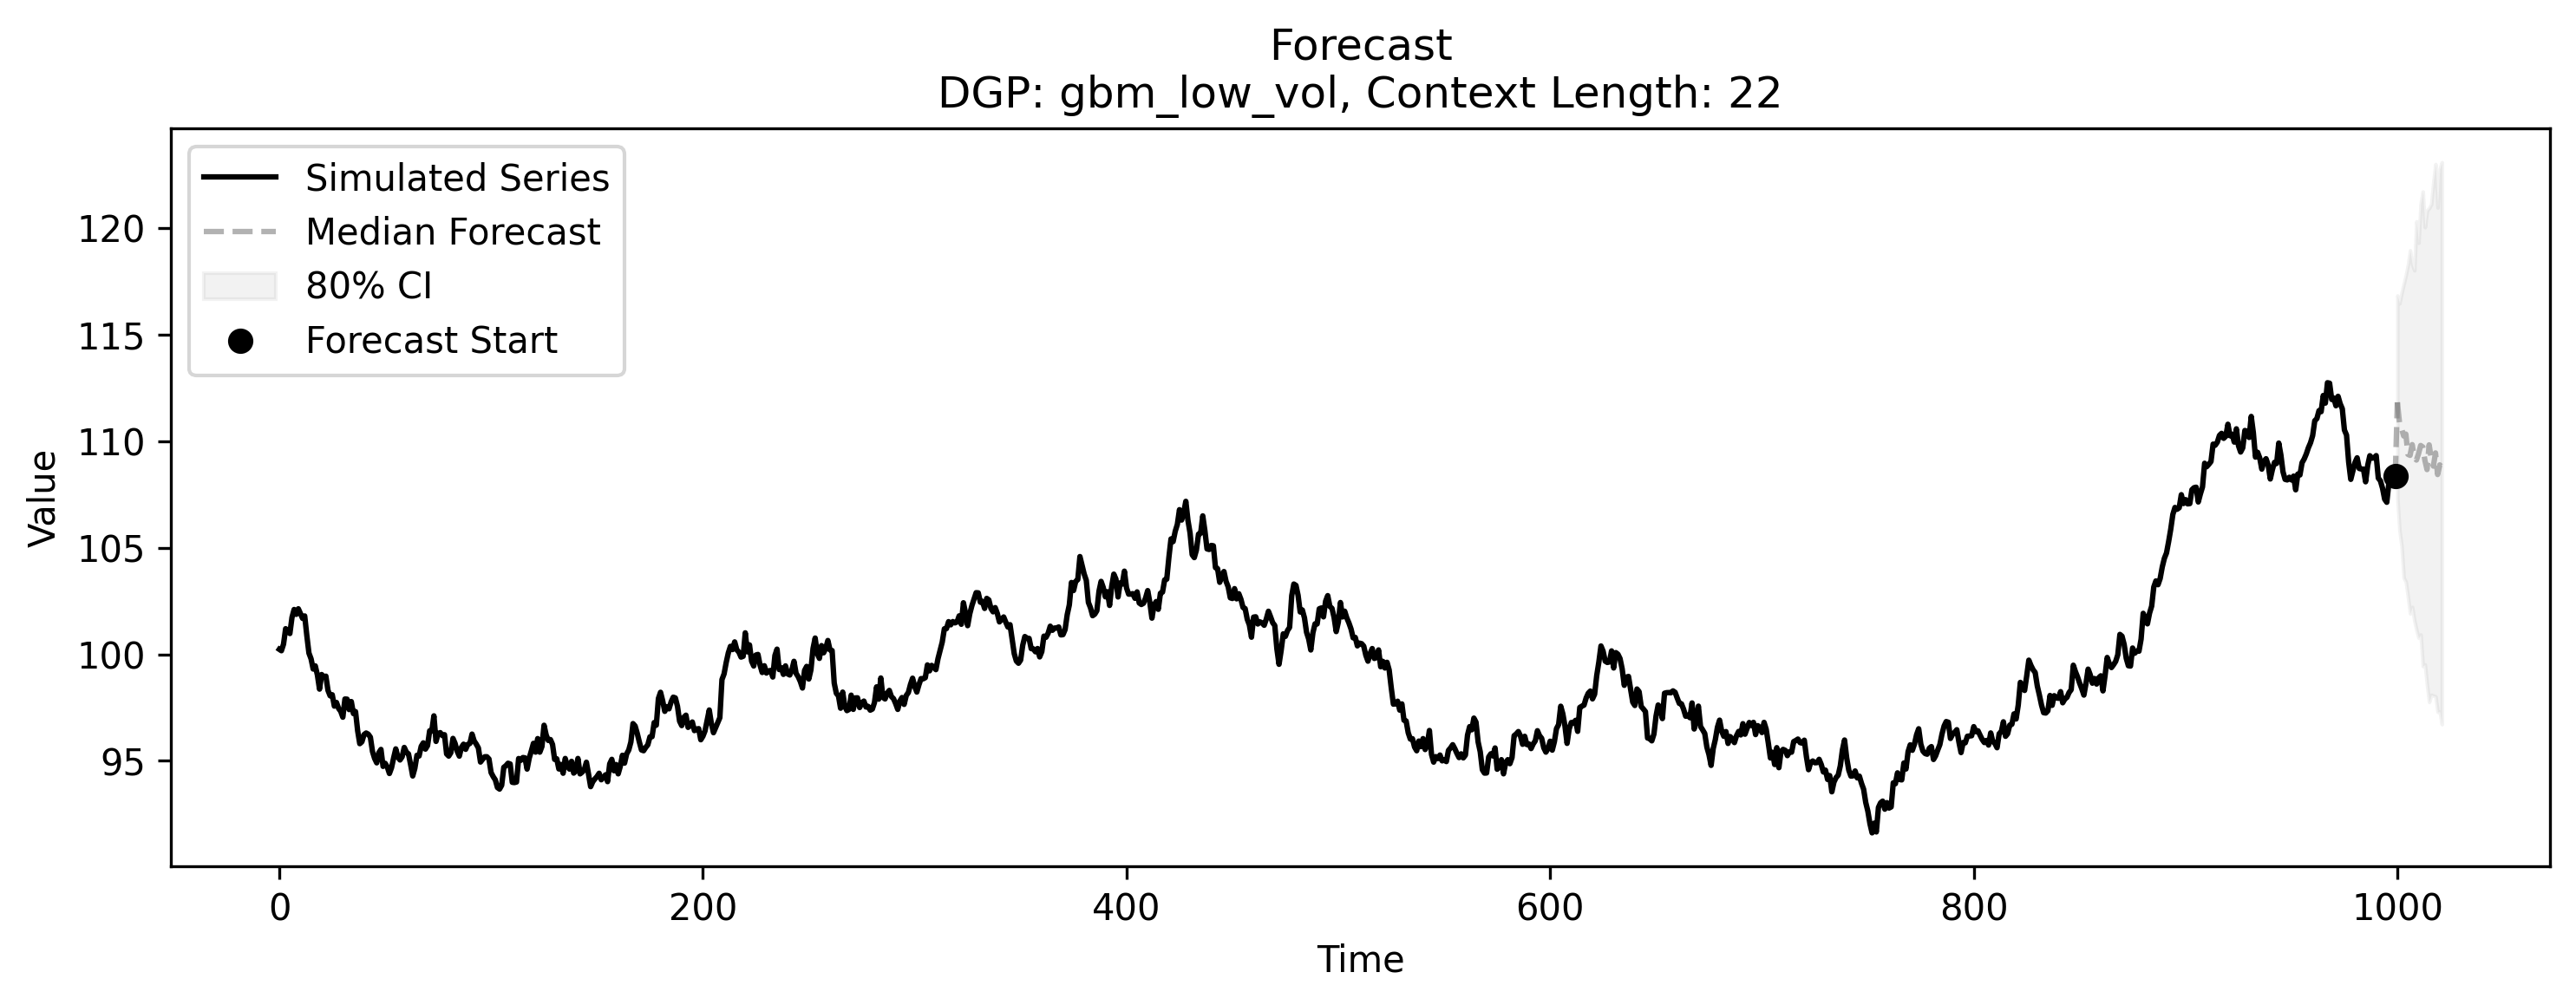 Forecast
DGP: gbm_low_vol, Context Length: 22
Simulated Series
Median Forecast
80% CI
Forecast Start
Value
120
115
110
105
100
95
0
200
400
600
800
1000
Time